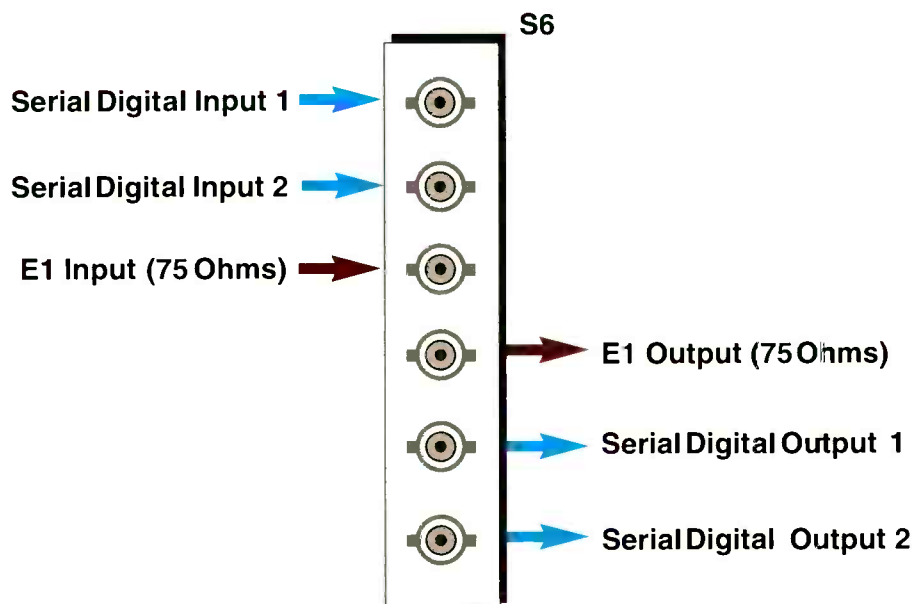 S6
Serial Digital Input 1
Serial Digital Input 2
E1 Input (75 Ohms)
E1 Output (75 Ohms)
Serial Digital Output 1
Serial Digital Output 2